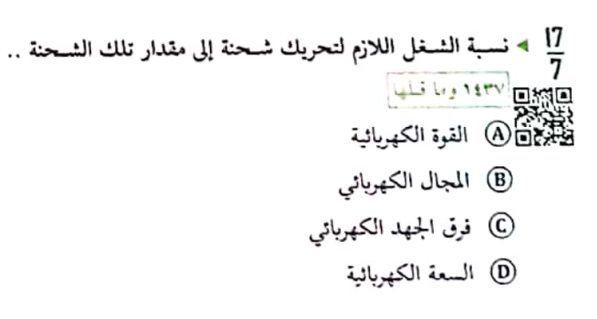 17/7 ◄ نسبة الشغل اللازم لتحريك شحنة إلى مقدار تلك الشحنة ..
١٤٣٧ وما قبلها
A القوة الكهربائية
B المجال الكهربائي
C فرق الجهد الكهربائي
D السعة الكهربائية